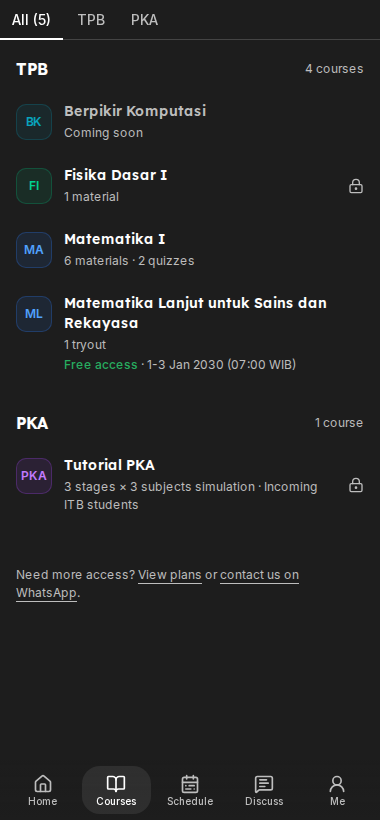 All (5) TPB PKA
TPB 4 courses
BK Berpikir Komputasi
Coming soon
FI Fisika Dasar I
1 material
MA Matematika I
6 materials · 2 quizzes
ML Matematika Lanjut untuk Sains dan
Rekayasa
1 tryout
Free access · 1-3 Jan 2030 (07:00 WIB)
PKA 1 course
PKA Tutorial PKA
3 stages × 3 subjects simulation · Incoming
ITB students
Need more access? View plans or contact us on
WhatsApp.
Home Courses Schedule Discuss Me